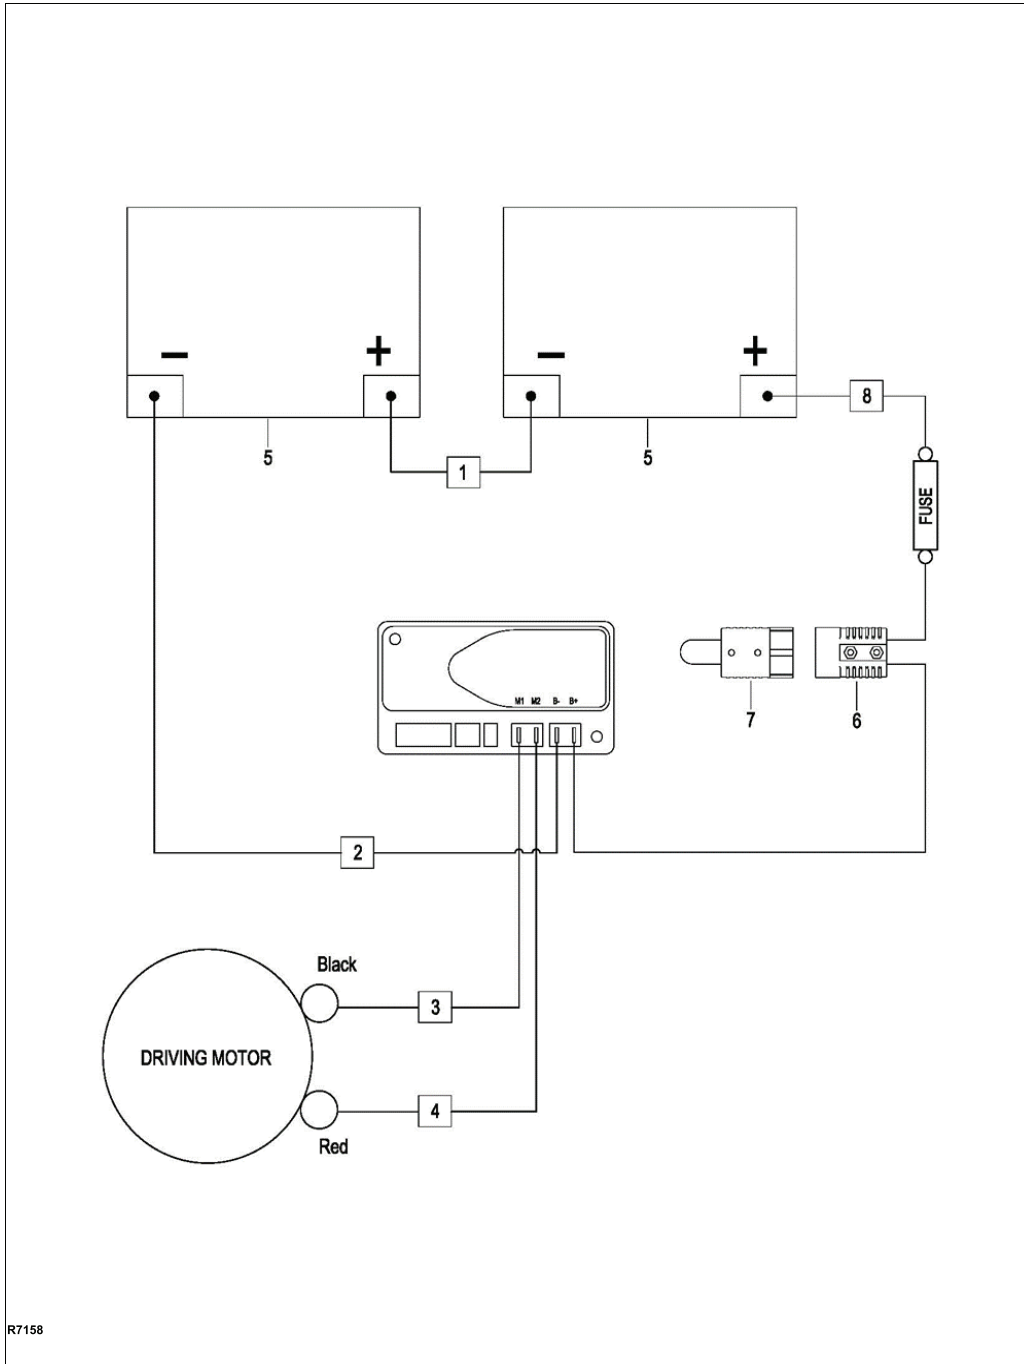 − + − +
8
5 5
1
FUSE
M1 M2 B- B+
7 6
2
Black
3
DRIVING MOTOR
4
Red
R7158